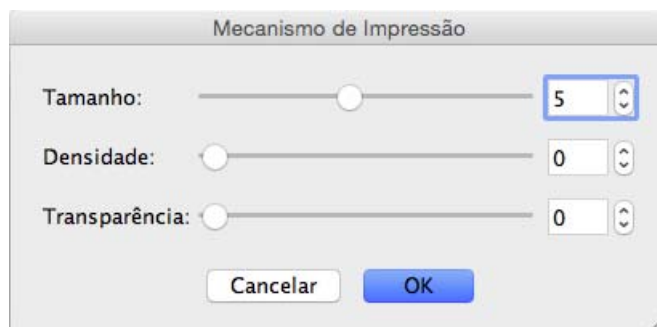 Mecanismo de Impressão
Tamanho: 5
Densidade: 0
Transparência: 0
Cancelar OK